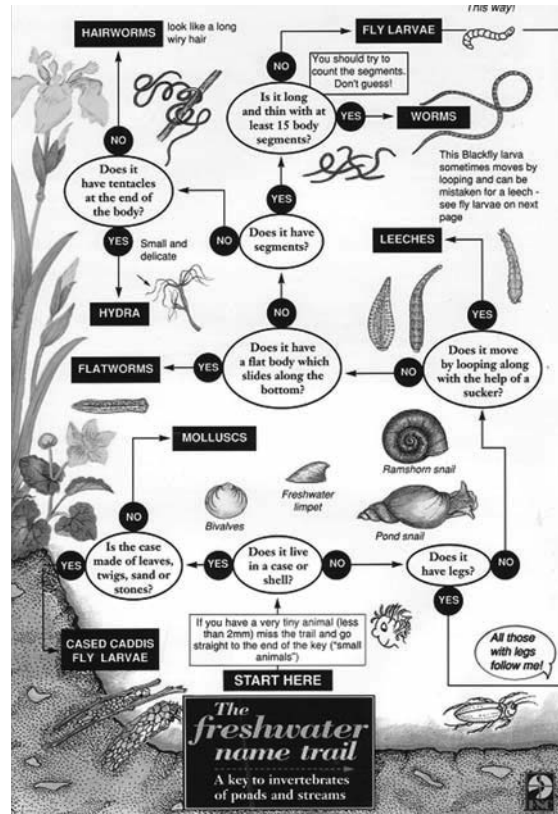 This way!
HAIRWORMS
look like a long
wiry hair
FLY LARVAE
NO
You should try to
count the segments.
Don't guess!
Is it long
and thin with at
least 15 body
segments?
YES
WORMS
NO
Does it
have tentacles
at the end of
the body?
This Blackfly larva
sometimes moves by
looping and can be
mistaken for a leech -
see fly larvae on next
page
YES
NO
Does it have
segments?
YES
Small and
delicate
LEECHES
HYDRA
NO
YES
FLATWORMS
YES
Does it have
a flat body which
slides along the
bottom?
NO
Does it move
by looping along
with the help of a
sucker?
MOLLUSCS
Ramshorn snail
Freshwater
limpet
Bivalves
Pond snail
NO
YES
Is the case
made of leaves,
twigs, sand or
stones?
YES
Does it live
in a case or
shell?
NO
Does it
have legs?
NO
YES
If you have a very tiny animal (less
than 2mm) miss the trail and go
straight to the end of the key ("small
animals")
All those
with legs
follow me!
CASED CADDIS
FLY LARVAE
START HERE
The
freshwater
name trail
A key to invertebrates
of ponds and streams